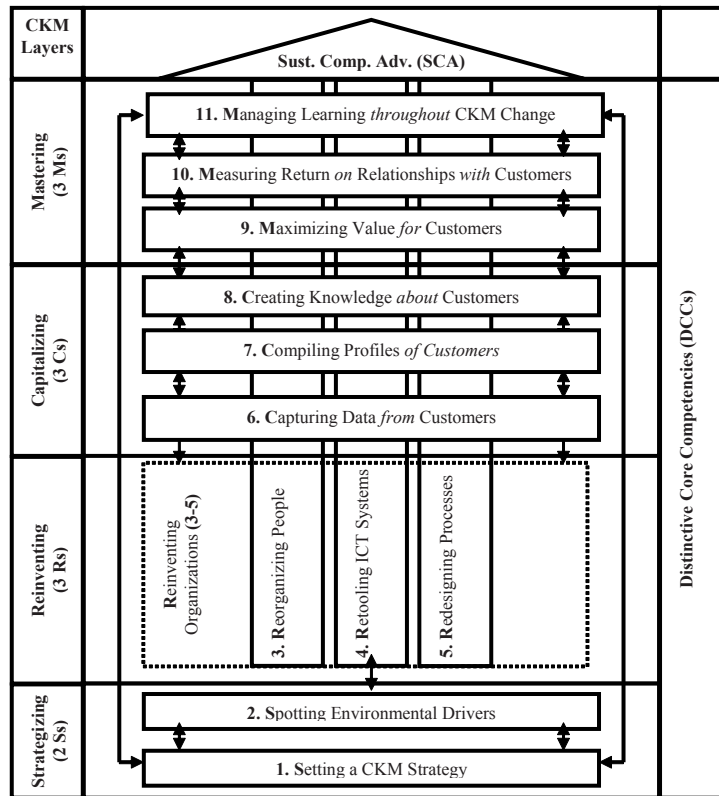 CKM
Layers
Sust. Comp. Adv. (SCA)
Mastering
(3 Ms)
11. Managing Learning throughout CKM Change
10. Measuring Return on Relationships with Customers
9. Maximizing Value for Customers
Capitalizing
(3 Cs)
8. Creating Knowledge about Customers
7. Compiling Profiles of Customers
6. Capturing Data from Customers
Reinventing
(3 Rs)
Reinventing
Organizations (3-5)
3. Reorganizing People
4. Retooling ICT Systems
5. Redesigning Processes
Strategizing
(2 Ss)
2. Spotting Environmental Drivers
1. Setting a CKM Strategy
Distinctive Core Competencies (DCCs)